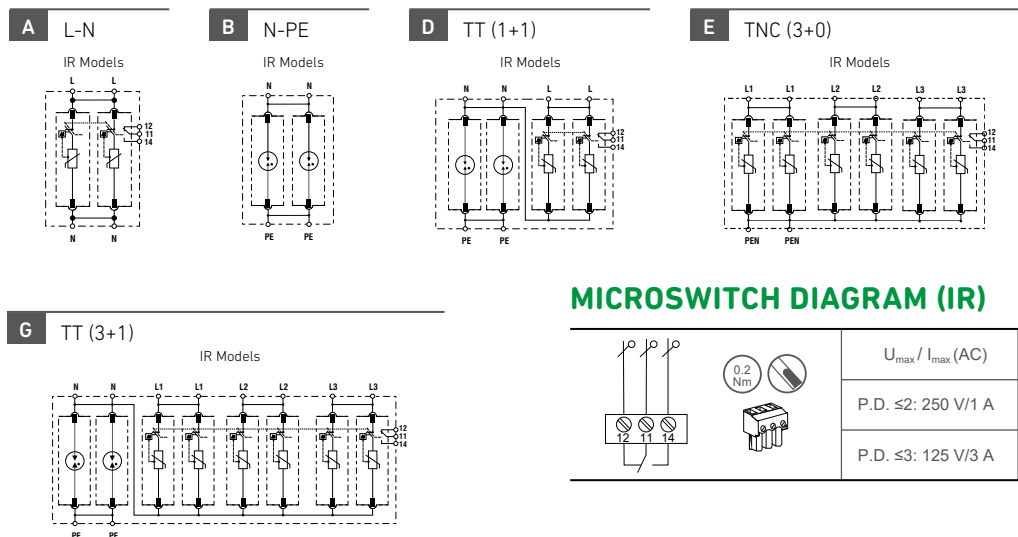 A L-N
IR Models
L L
12
11
14
N N
B N-PE
IR Models
N N
PE PE
D TT (1+1)
IR Models
N N L L
12
11
14
PE PE
E TNC (3+0)
IR Models
L1 L1 L2 L2 L3 L3
12
11
14
PEN PEN
G TT (3+1)
IR Models
N N L1 L1 L2 L2 L3 L3
12
11
14
PE PE
MICROSWITCH DIAGRAM (IR)
12 11 14
0.2
Nm
Umax / Imax (AC)
P.D. ≤2: 250 V/1 A
P.D. ≤3: 125 V/3 A